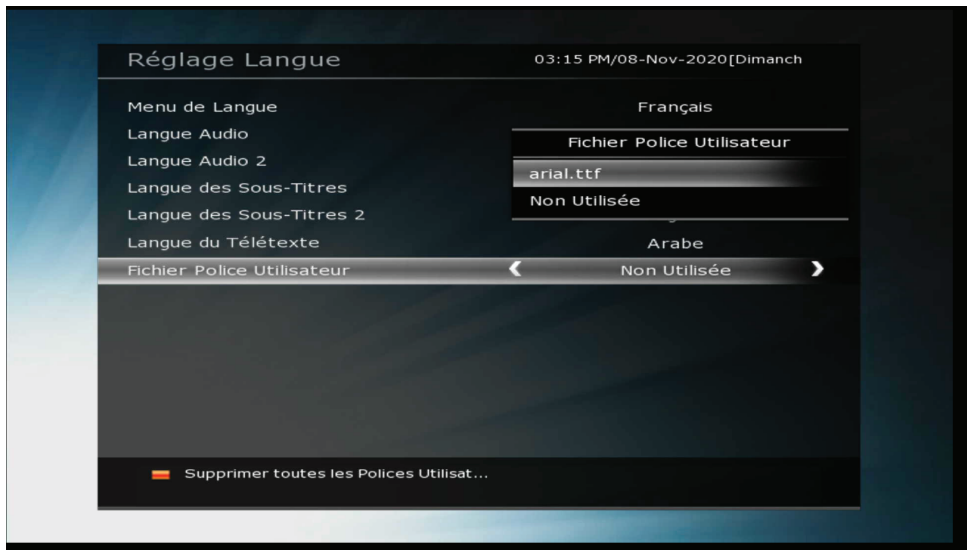 Réglage Langue
03:15 PM/08-Nov-2020[Dimanch
Menu de Langue
Français
Langue Audio
Langue Audio 2
Langue des Sous-Titres
Langue des Sous-Titres 2
Fichier Police Utilisateur
arial.ttf
Non Utilisée
Langue du Télétexte
Arabe
Fichier Police Utilisateur
Non Utilisée
Supprimer toutes les Polices Utilisat...